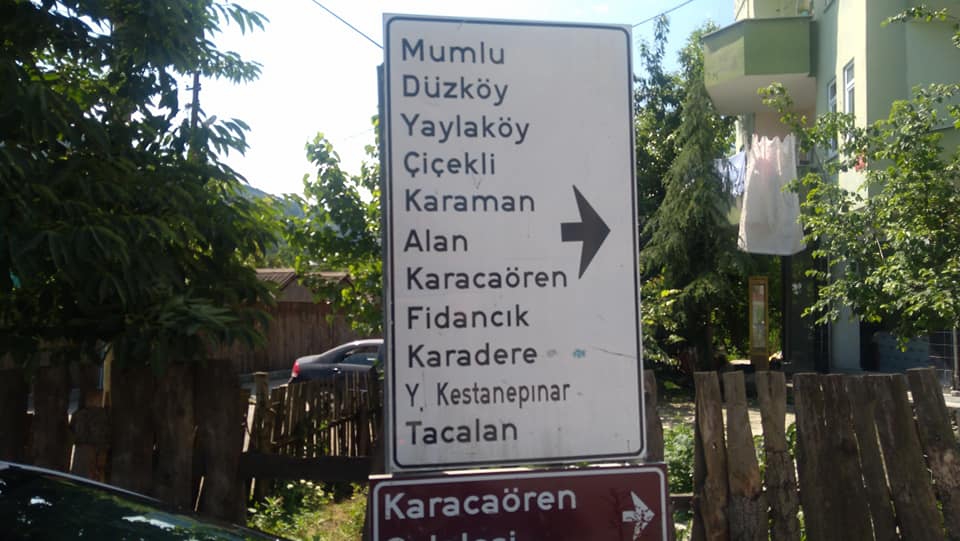 Mumlu
Düzköy
Yaylaköy
Çiçekli
Karaman
Alan
Karacaören
Fidancık
Karadere
Y. Kestanepınar
Tacalan
Karacaören